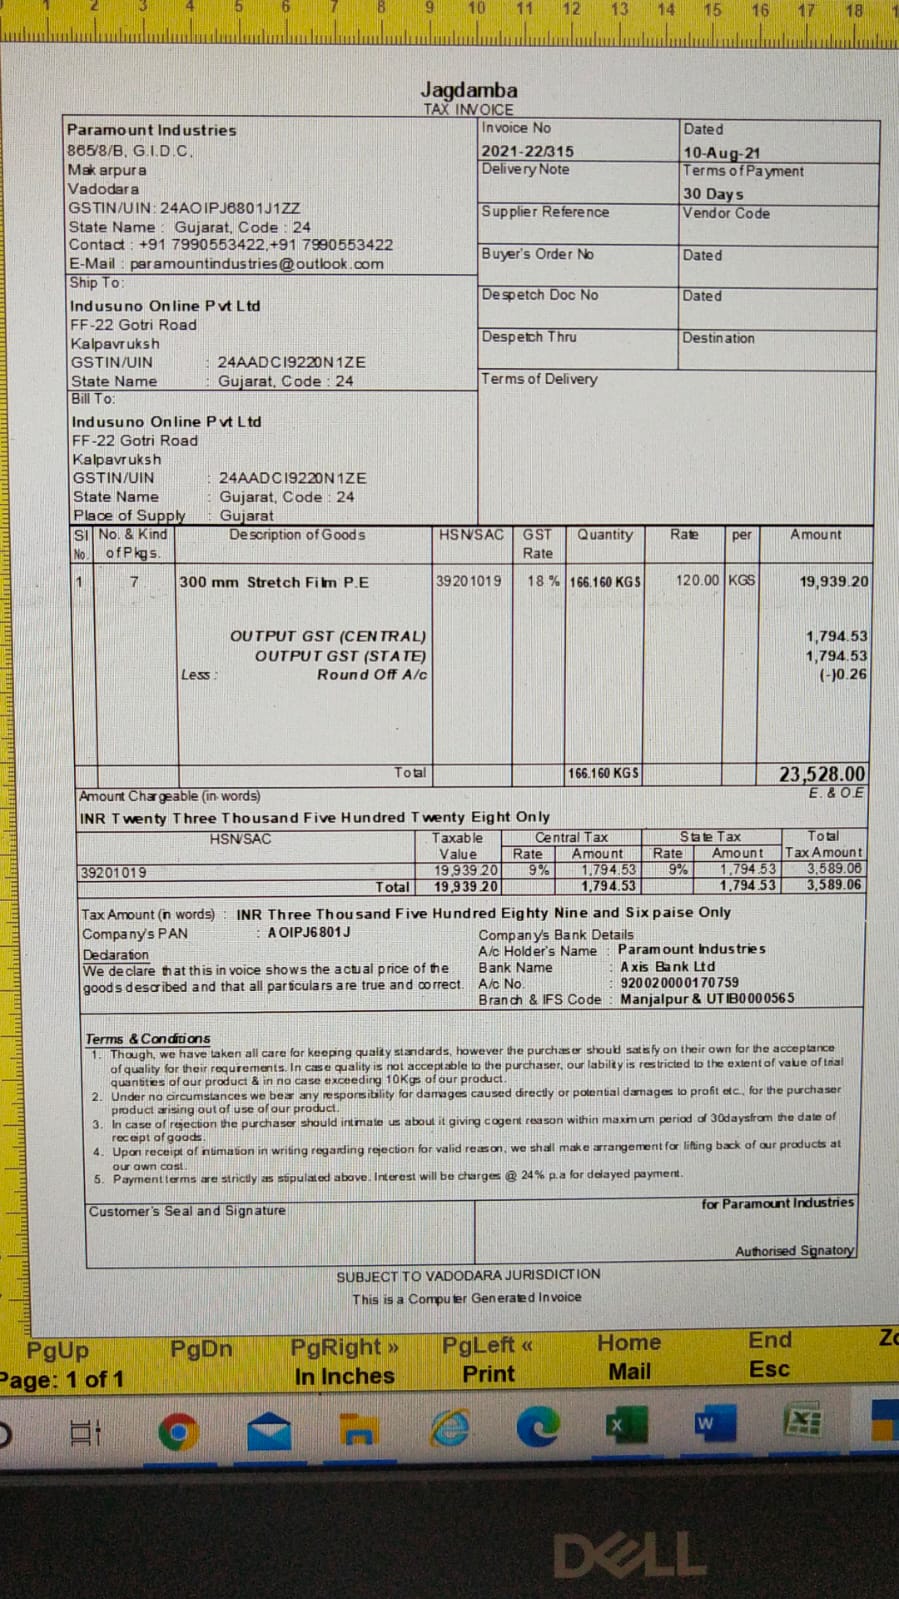 1 2 3 4 5 6 7 8 9 10 11 12 13 14 15 16 17 18
Jagdamba
TAX INVOICE
Paramount Industries
865/8/B, G.I.D.C,
Makarpura
Vadodara
GSTIN/UIN: 24AOIPJ6801J1ZZ
State Name : Gujarat, Code : 24
Contact : +91 7990553422,+91 7990553422
E-Mail : paramountindustries@outlook.com
Invoice No
2021-22/315
Dated
10-Aug-21
Delivery Note
Terms of Payment
30 Days
Supplier Reference
Vendor Code
Buyer's Order No
Dated
Despetch Doc No
Dated
Despetch Thru
Destination
Terms of Delivery
Ship To:
Indusuno Online Pvt Ltd
FF-22 Gotri Road
Kalpavruksh
GSTIN/UIN : 24AADCI9220N1ZE
State Name : Gujarat, Code : 24
Bill To:
Indusuno Online Pvt Ltd
FF-22 Gotri Road
Kalpavruksh
GSTIN/UIN : 24AADCI9220N1ZE
State Name : Gujarat, Code : 24
Place of Supply : Gujarat
Sl No. No. & Kind of Pkgs. Description of Goods HSN/SAC GST Rate Quantity Rate per Amount
1 7 300 mm Stretch Film P.E 39201019 18 % 166.160 KGS 120.00 KGS 19,939.20
OUTPUT GST (CENTRAL) 1,794.53
OUTPUT GST (STATE) 1,794.53
Less : Round Off A/c (-)0.26
Total 166.160 KGS 23,528.00
Amount Chargeable (in words) E. & O.E
INR Twenty Three Thousand Five Hundred Twenty Eight Only
HSN/SAC Taxable Value Central Tax State Tax Total Tax Amount
Rate Amount Rate Amount
39201019 19,939.20 9% 1,794.53 9% 1,794.53 3,589.06
Total 19,939.20 1,794.53 1,794.53 3,589.06
Tax Amount (in words) : INR Three Thousand Five Hundred Eighty Nine and Six paise Only
Company's PAN : AOIPJ6801J
Declaration
We declare that this invoice shows the actual price of the
goods described and that all particulars are true and correct.
Company's Bank Details
A/c Holder's Name : Paramount Industries
Bank Name : Axis Bank Ltd
A/c No. : 920020000170759
Branch & IFS Code : Manjalpur & UTIB0000565
Terms & Conditions
1. Though, we have taken all care for keeping quality standards, however the purchaser should satisfy on their own for the acceptance
of quality for their requirements. In case quality is not acceptable to the purchaser, our lability is restricted to the extent of value of trial
quantities of our product & in no case exceeding 10Kgs of our product.
2. Under no circumstances we bear any responsibility for damages caused directly or potential damages to profit etc., for the purchaser
product arising out of use of our product.
3. In case of rejection the purchaser should intimate us about it giving cogent reason within maximum period of 30daysfrom the date of
receipt of goods.
4. Upon receipt of intimation in writing regarding rejection for valid reason, we shall make arrangement for lifting back of our products at
our own cost.
5. Payment terms are strictly as stipulated above. Interest will be charges @ 24% p.a for delayed payment.
Customer's Seal and Signature
for Paramount Industries
Authorised Signatory
SUBJECT TO VADODARA JURISDICTION
This is a Computer Generated Invoice
PgUp PgDn PgRight » PgLeft « Home End
Page: 1 of 1 In Inches Print Mail Esc
DELL